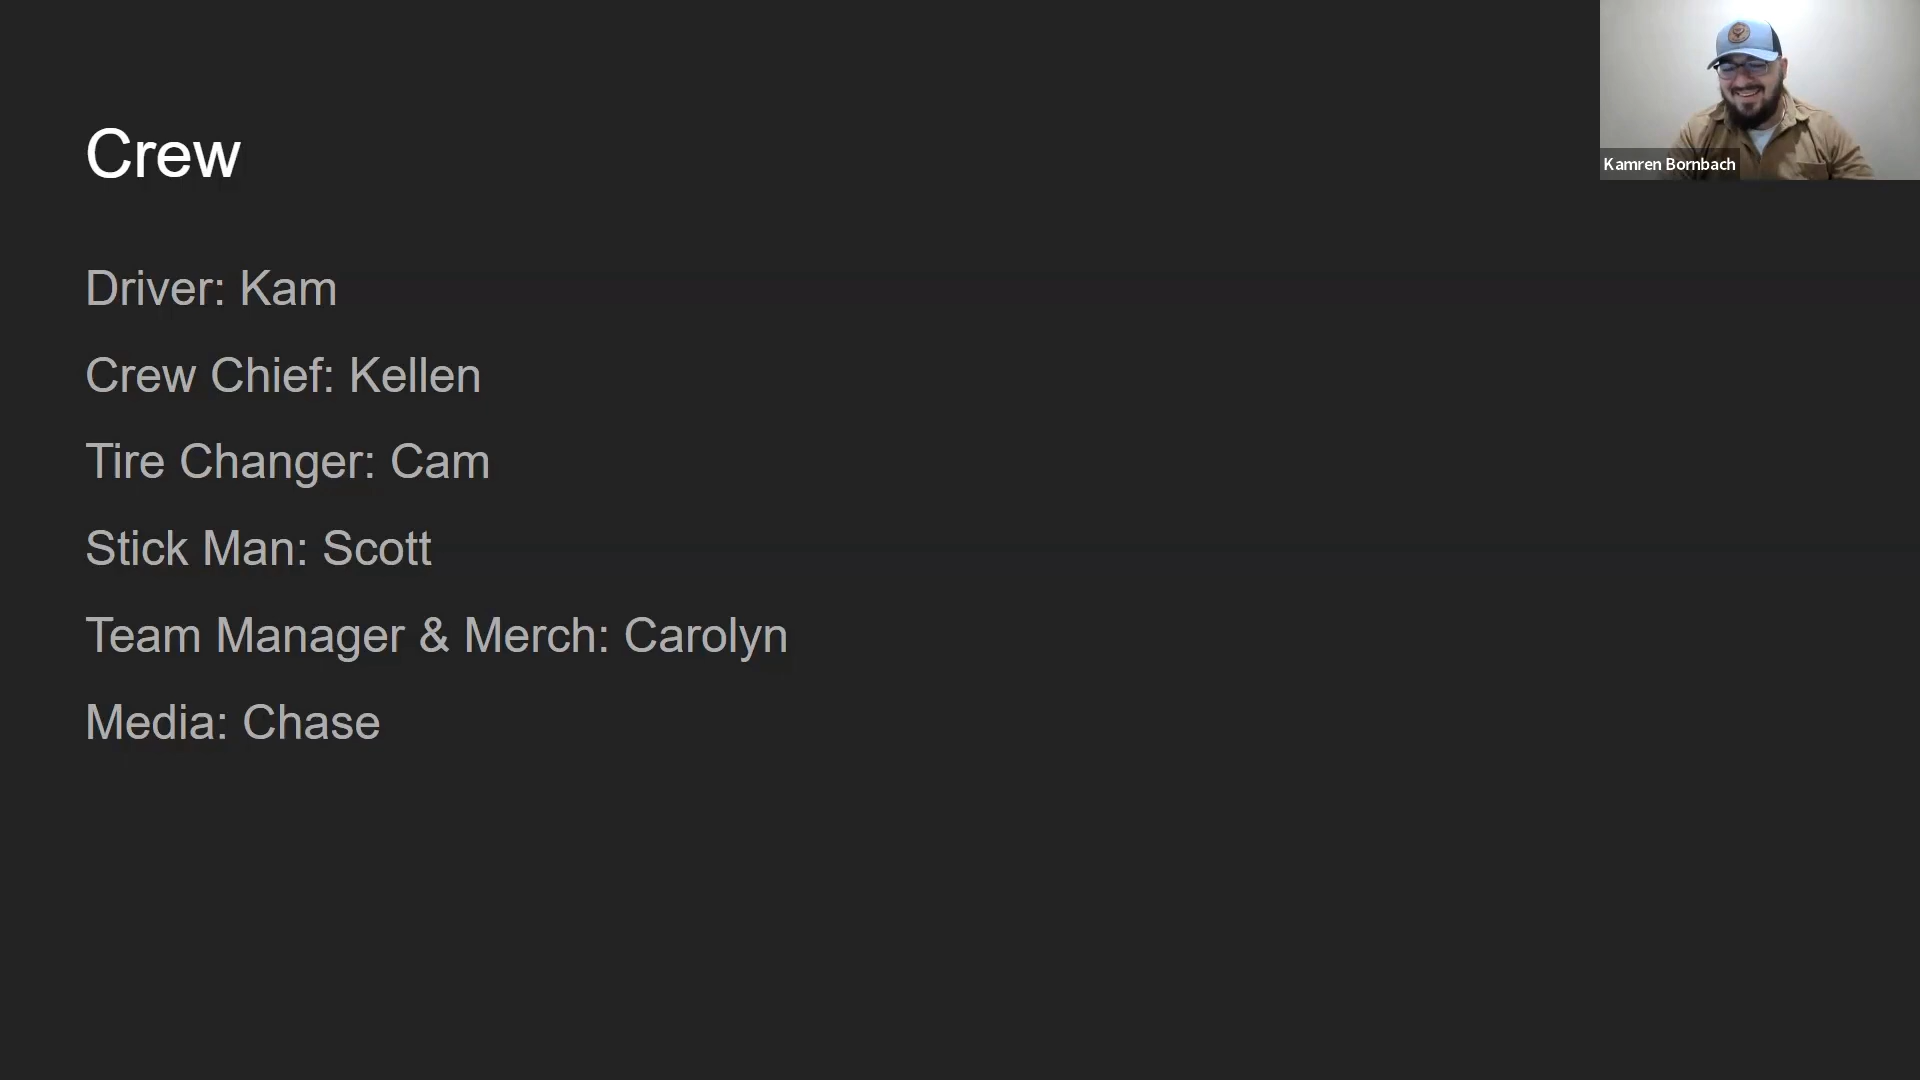 Crew
Kamren Bornbach
Driver: Kam
Crew Chief: Kellen
Tire Changer: Cam
Stick Man: Scott
Team Manager & Merch: Carolyn
Media: Chase